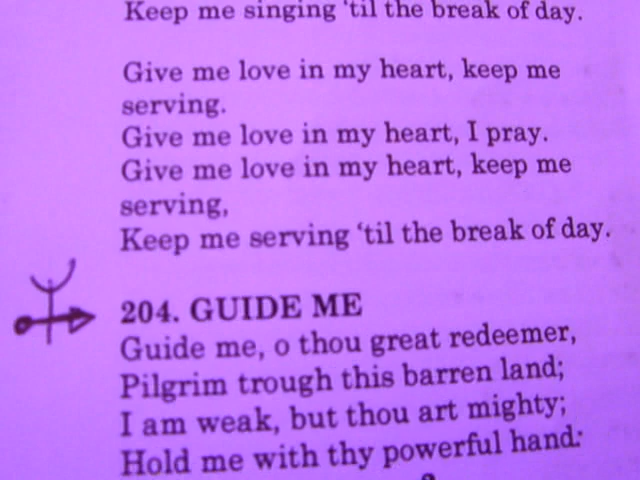 Keep me singing 'til the break of day.
Give me love in my heart, keep me
serving.
Give me love in my heart, I pray.
Give me love in my heart, keep me
serving,
Keep me serving 'til the break of day.
204. GUIDE ME
Guide me, o thou great redeemer,
Pilgrim trough this barren land;
I am weak, but thou art mighty;
Hold me with thy powerful hand: